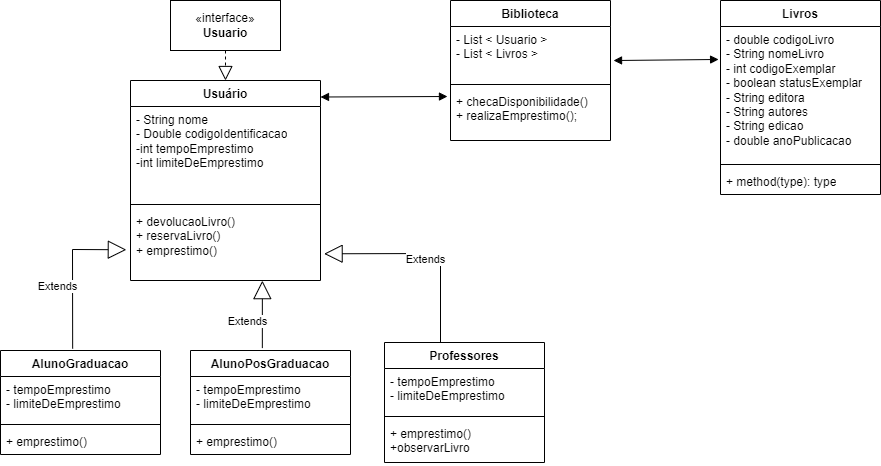 «interface»
Usuario
Usuário
- String nome
- Double codigoIdentificacao
-int tempoEmprestimo
-int limiteDeEmprestimo
+ devolucaoLivro()
+ reservaLivro()
+ emprestimo()
Biblioteca
- List < Usuario >
- List < Livros >
+ checaDisponibilidade()
+ realizaEmprestimo();
Livros
- double codigoLivro
- String nomeLivro
- int codigoExemplar
- boolean statusExemplar
- String editora
- String autores
- String edicao
- double anoPublicacao
+ method(type): type
Extends
Extends
Extends
AlunoGraduacao
- tempoEmprestimo
- limiteDeEmprestimo
+ emprestimo()
AlunoPosGraduacao
- tempoEmprestimo
- limiteDeEmprestimo
+ emprestimo()
Professores
- tempoEmprestimo
- limiteDeEmprestimo
+ emprestimo()
+observarLivro